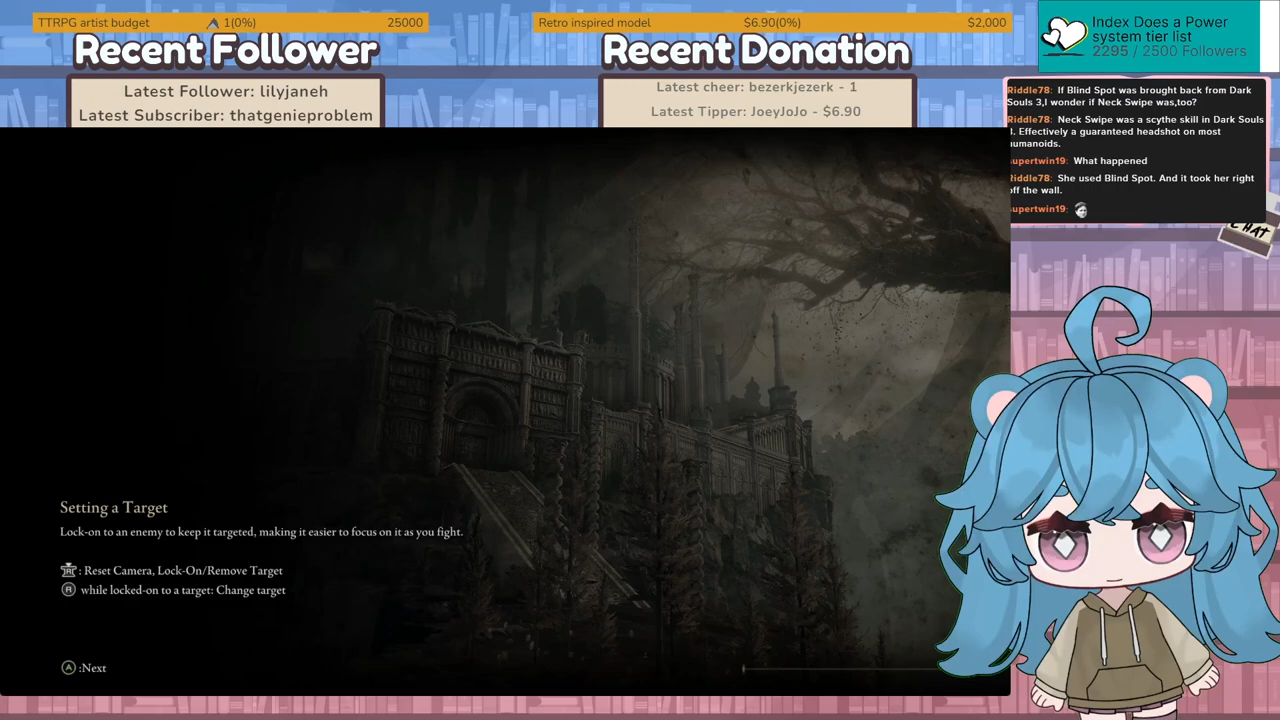 TTRPG artist budget 1(0%) 25000
Retro inspired model $6.90(0%) $2,000
Recent Follower
Recent Donation
Latest Follower: lilyjaneh
Latest Subscriber: thatgenieproblem
Latest cheer: bezerkjezerk - 1
Latest Tipper: JoeyJoJo - $6.90
Index Does a Power
system tier list
2295 / 2500 Followers
Riddle78: If Blind Spot was brought back from Dark
Souls 3,I wonder if Neck Swipe was,too?
Riddle78: Neck Swipe was a scythe skill in Dark Souls
3. Effectively a guaranteed headshot on most
humanoids.
supertwin19: What happened
Riddle78: She used Blind Spot. And it took her right
off the wall.
supertwin19:
CHAT
Setting a Target
Lock-on to an enemy to keep it targeted, making it easier to focus on it as you fight.
R : Reset Camera, Lock-On/Remove Target
R while locked-on to a target: Change target
A :Next